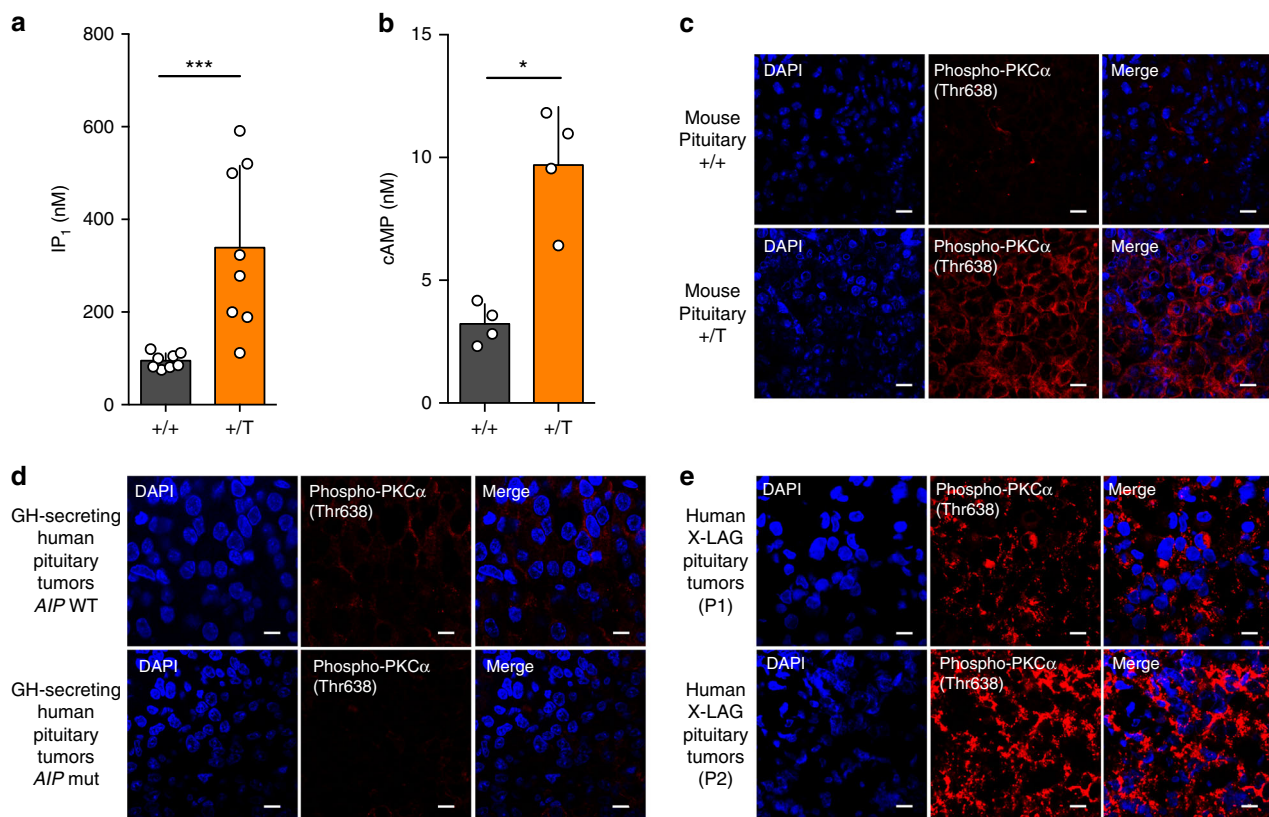 a
800
600
400
200
0
IP₁ (nM)
***
+/+
+/T
b
15
10
5
0
cAMP (nM)
*
+/+
+/T
c
Mouse
Pituitary
+/+
DAPI
Phospho-PKCα
(Thr638)
Merge
Mouse
Pituitary
+/T
DAPI
Phospho-PKCα
(Thr638)
Merge
d
GH-secreting
human
pituitary
tumors
AIP WT
DAPI
Phospho-PKCα
(Thr638)
Merge
GH-secreting
human
pituitary
tumors
AIP mut
DAPI
Phospho-PKCα
(Thr638)
Merge
e
Human
X-LAG
pituitary
tumors
(P1)
DAPI
Phospho-PKCα
(Thr638)
Merge
Human
X-LAG
pituitary
tumors
(P2)
DAPI
Phospho-PKCα
(Thr638)
Merge